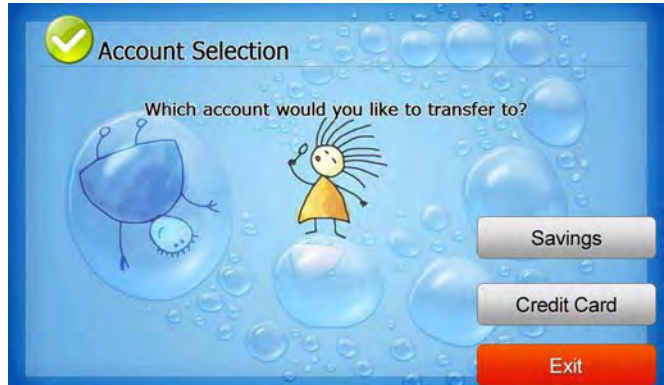 Account Selection
Which account would you like to transfer to?
Savings
Credit Card
Exit